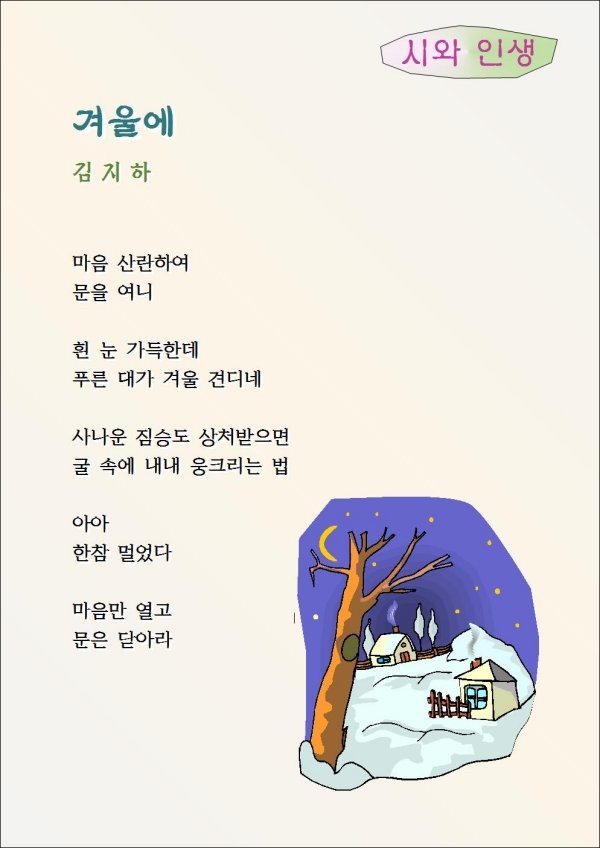 시와 인생
겨울에
김지하
마음 산란하여
문을 여니
흰 눈 가득한데
푸른 대가 겨울 견디네
사나운 짐승도 상처받으면
굴 속에 내내 웅크리는 법
아아
한참 멀었다
마음만 열고
문은 닫아라